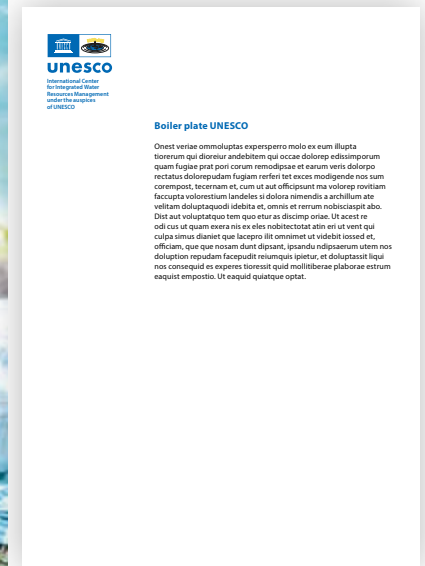 unesco
International Center
for Integrated Water
Resources Management
under the auspices
of UNESCO
Boiler plate UNESCO
Onest veriae ommoluptas expersperro molo ex eum illupta
tiorerum qui dioreiur andebitem qui occae dolorep edissimporum
quam fugiae prat pori corum remodipsae et earum veris dolorpo
rectatus dolorepudam fugiam rerferi tet exces modigende nos sum
corempost, tecernam et, cum ut aut officipsunt ma volorep rovitiam
faccupta volorestium landeles si dolora nimendis a archillum ate
velitam doluptaquodi idebita et, omnis et rerrum nobisciaspit abo.
Dist aut voluptatquo tem quo etur as discimp oriae. Ut acest re
odi cus ut quam exera nis ex eles nobitectotat atin eri ut vent qui
culpa simus dianiet que lacepro ilit omnimet ut videbit iossed et,
officiam, que que nosam dunt dipsant, ipsandu ndipsaerum utem nos
doluption repudam facepudit reiumquis ipietur, et doluptassit liqui
nos consequid es experes tioressit quid mollitiberae plaborae estrum
eaquist empostio. Ut eaquid quiatque optat.